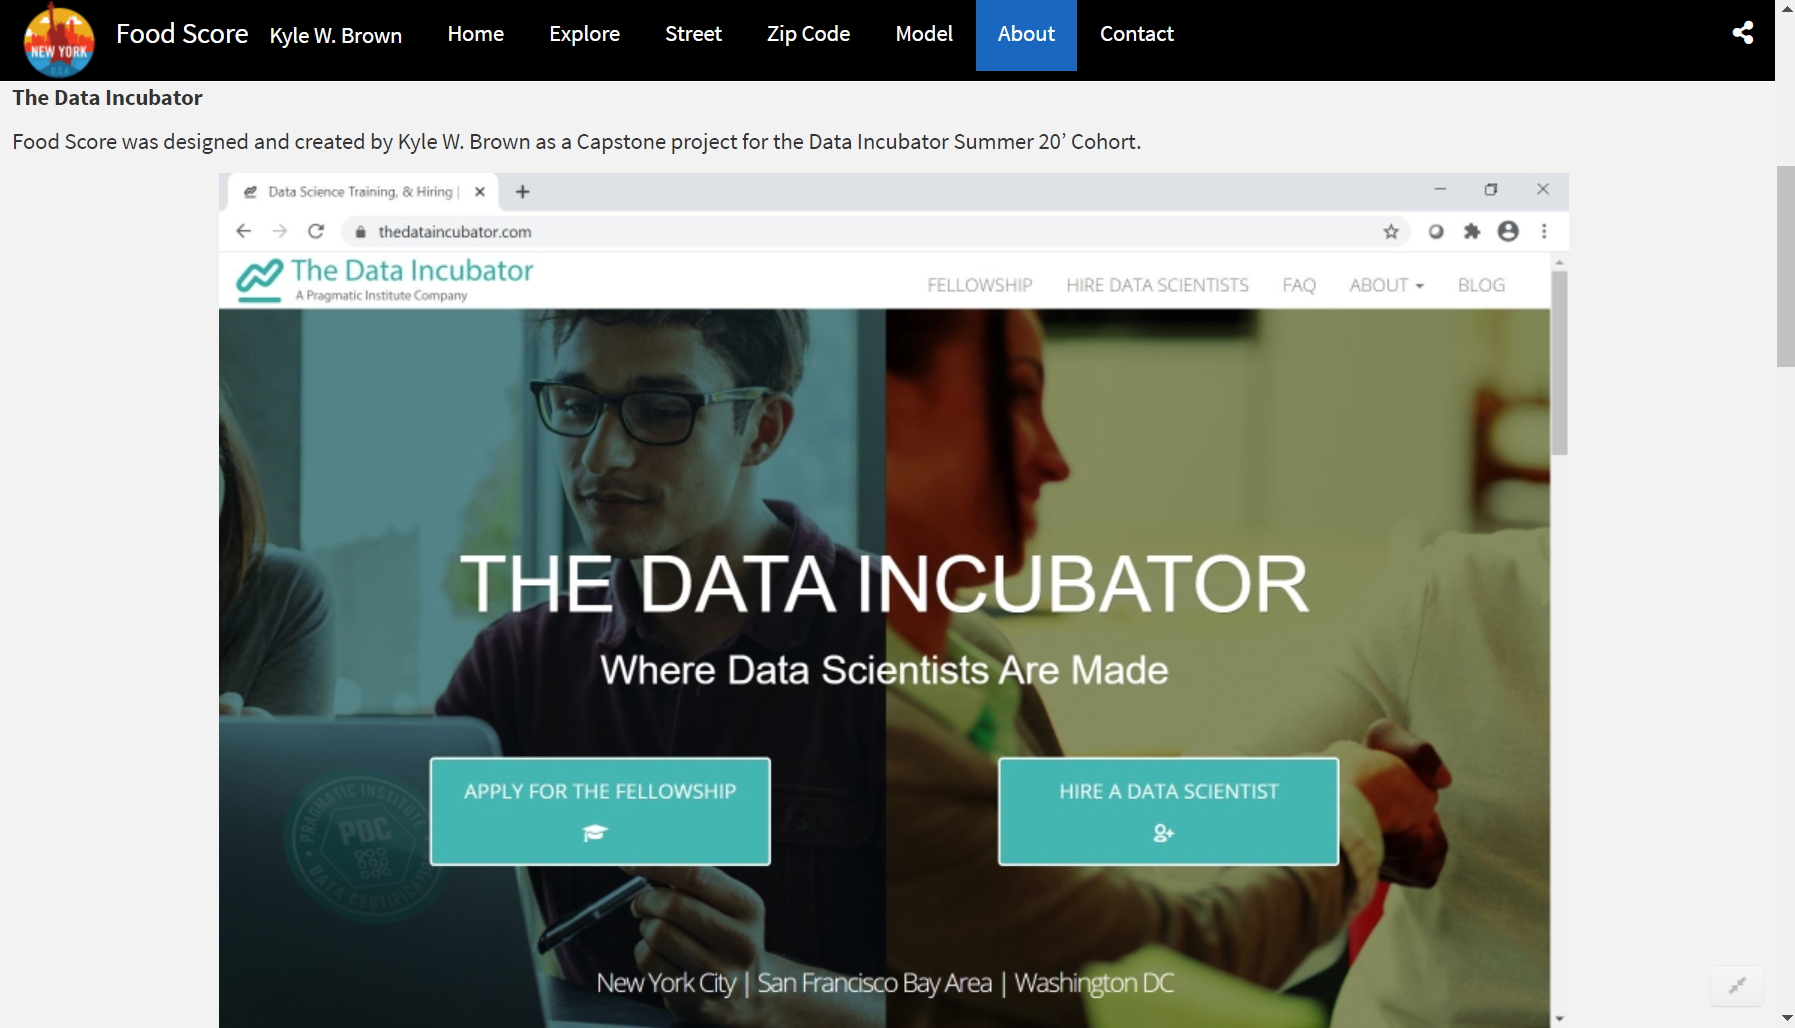 NEW YORK
U.S.A
Food Score
Kyle W. Brown
Home
Explore
Street
Zip Code
Model
About
Contact
The Data Incubator
Food Score was designed and created by Kyle W. Brown as a Capstone project for the Data Incubator Summer 20’ Cohort.
Data Science Training, & Hiring |
thedataincubator.com
The Data Incubator
A Pragmatic Institute Company
FELLOWSHIP
HIRE DATA SCIENTISTS
FAQ
ABOUT
BLOG
THE DATA INCUBATOR
Where Data Scientists Are Made
APPLY FOR THE FELLOWSHIP
HIRE A DATA SCIENTIST
PRAGMATIC INSTITUTE
PDC
New York City | San Francisco Bay Area | Washington DC